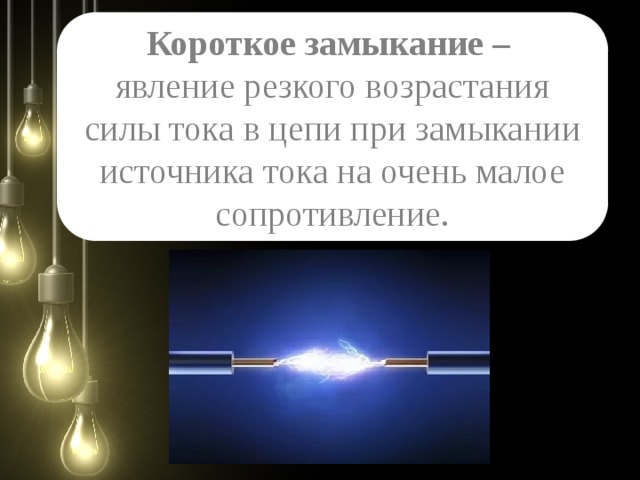 Короткое замыкание –
явление резкого возрастания
силы тока в цепи при замыкании
источника тока на очень малое
сопротивление.